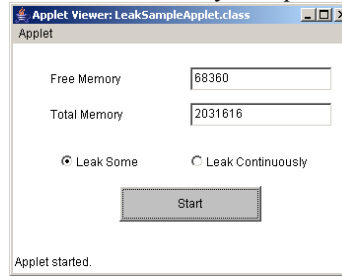 Applet Viewer: LeakSampleApplet.class
Applet
Free Memory 68360
Total Memory 2031616
Leak Some Leak Continuously
Start
Applet started.